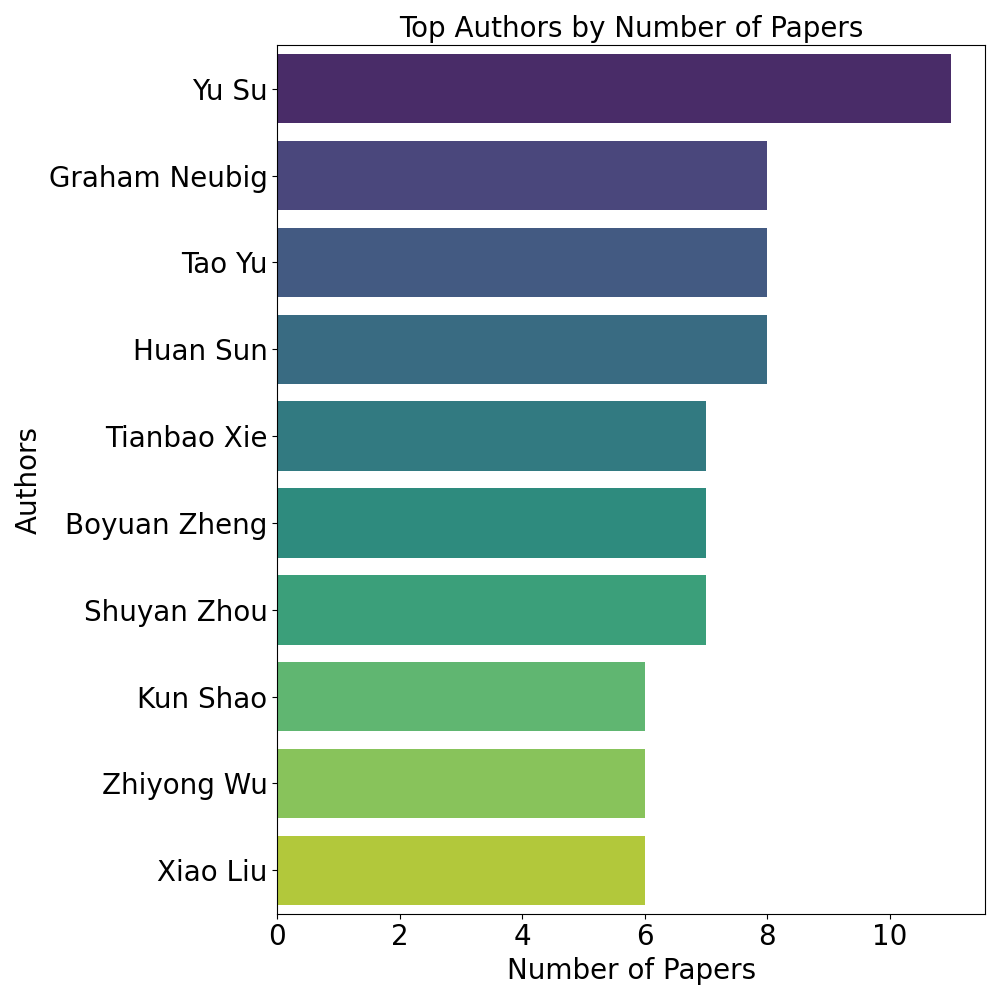 Top Authors by Number of Papers
Yu Su
Graham Neubig
Tao Yu
Huan Sun
Tianbao Xie
Boyuan Zheng
Shuyan Zhou
Kun Shao
Zhiyong Wu
Xiao Liu
Authors
0 2 4 6 8 10
Number of Papers